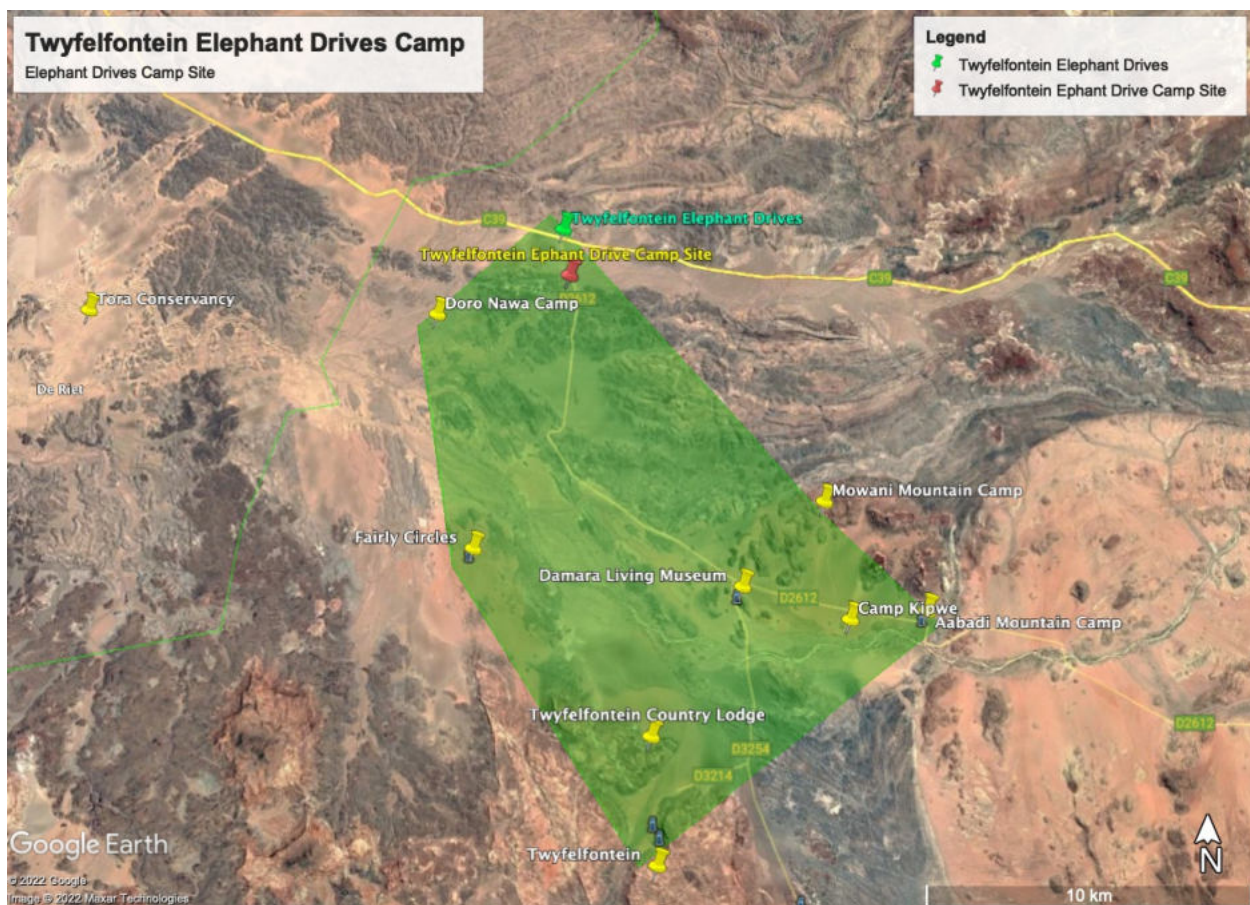 Twyfelfontein Elephant Drives Camp
Elephant Drives Camp Site
Legend
Twyfelfontein Elephant Drives
Twyfelfontein Ephant Drive Camp Site
C39
Twyfelfontein Elephant Drives
Twyfelfontein Ephant Drive Camp Site
C39
C39
D2612
Tora Conservancy
Doro Nawa Camp
De Riet
Mowani Mountain Camp
Fairly Circles
Damara Living Museum
D2612
Camp Kipwe
Aabadi Mountain Camp
Twyfelfontein Country Lodge
D2612
D3254
D3214
Twyfelfontein
Google Earth
© 2022 Google
Image © 2022 Maxar Technologies
N
10 km